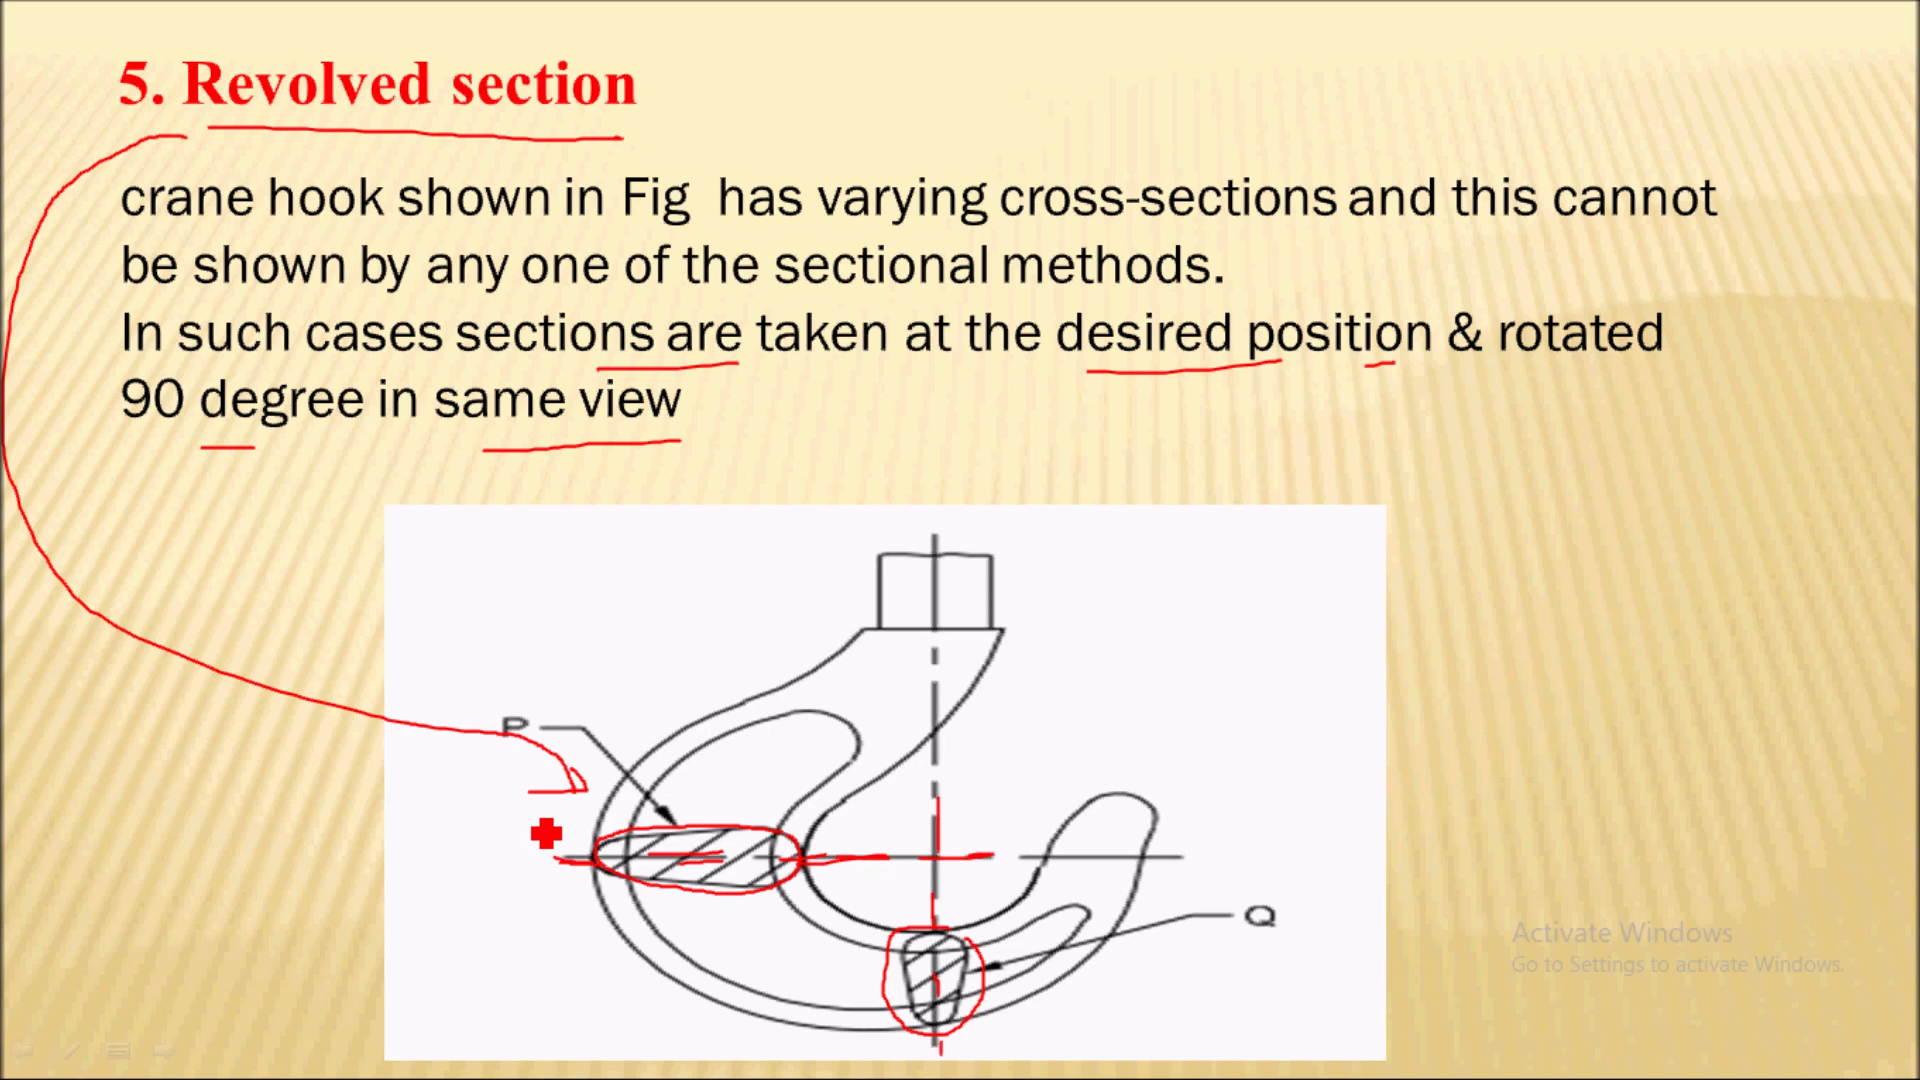 5. Revolved section
crane hook shown in Fig has varying cross-sections and this cannot
be shown by any one of the sectional methods.
In such cases sections are taken at the desired position & rotated
90 degree in same view
P
Q
Activate Windows
Go to Settings to activate Windows.